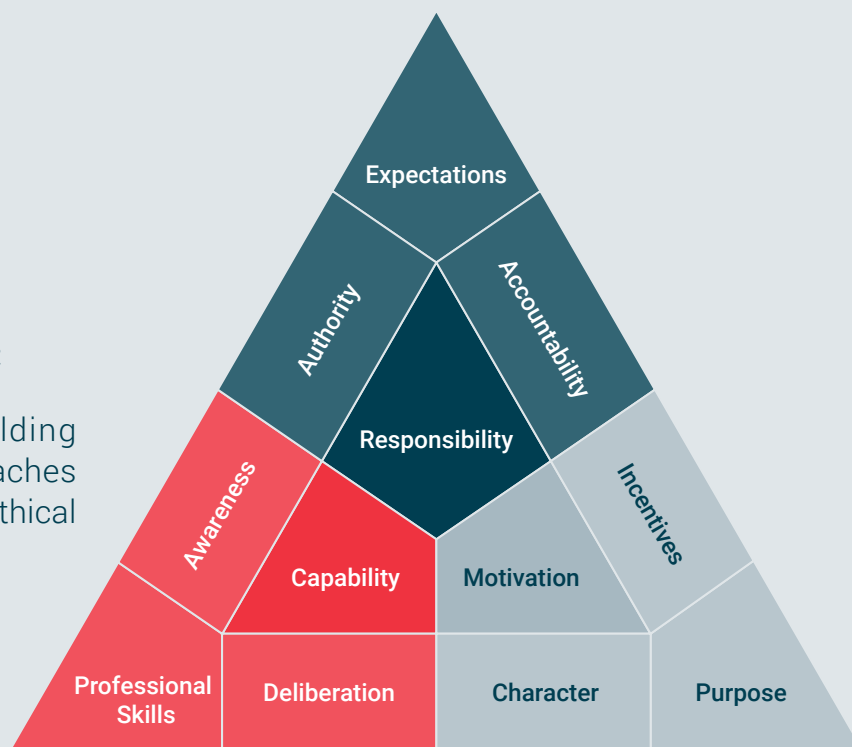 Expectations
Authority
Accountability
Responsibility
Awareness
Incentives
Capability
Motivation
Professional
Skills
Deliberation
Character
Purpose